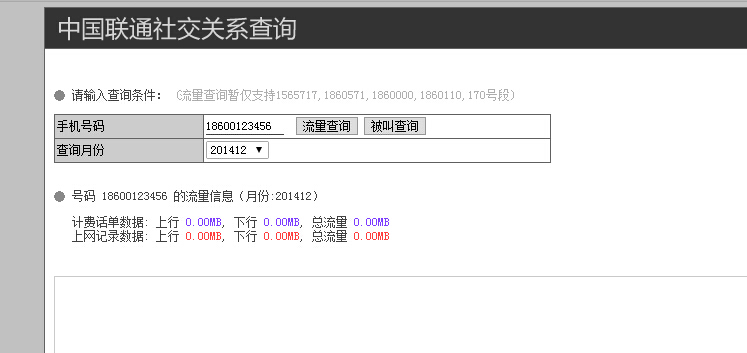 中国联通社交关系查询
请输入查询条件： （流量查询暂仅支持1565717,1860571,1860000,1860110,170号段）
手机号码 18600123456 流量查询 被叫查询
查询月份 201412
号码 18600123456 的流量信息（月份:201412）
计费话单数据: 上行 0.00MB, 下行 0.00MB, 总流量 0.00MB
上网记录数据: 上行 0.00MB, 下行 0.00MB, 总流量 0.00MB